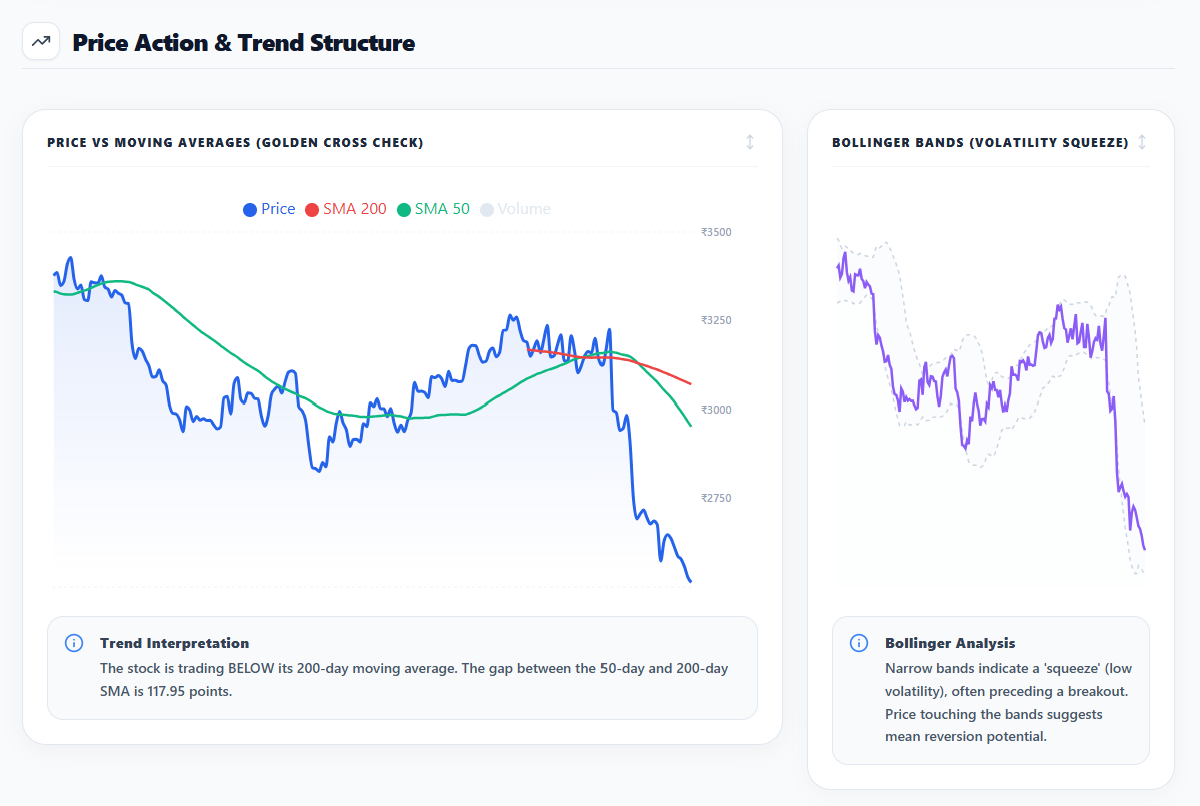 Price Action & Trend Structure
PRICE VS MOVING AVERAGES (GOLDEN CROSS CHECK)
Price
SMA 200
SMA 50
Volume
₹3500
₹3250
₹3000
₹2750
Trend Interpretation
The stock is trading BELOW its 200-day moving average. The gap between the 50-day and 200-day
SMA is 117.95 points.
BOLLINGER BANDS (VOLATILITY SQUEEZE)
Bollinger Analysis
Narrow bands indicate a 'squeeze' (low
volatility), often preceding a breakout.
Price touching the bands suggests
mean reversion potential.